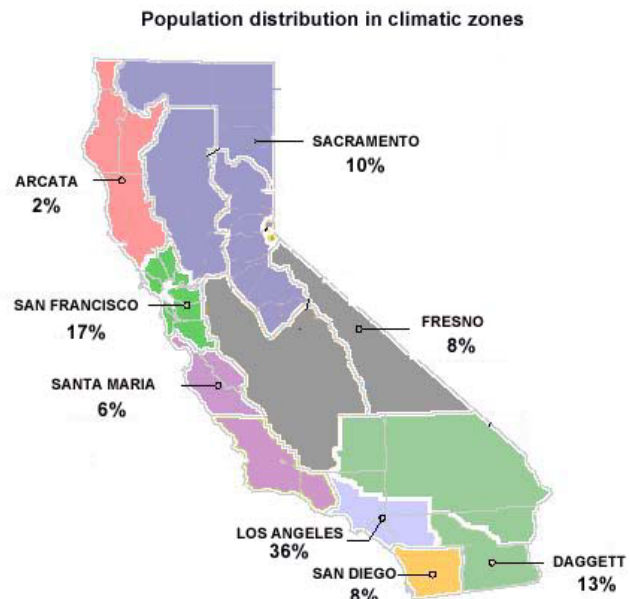 Population distribution in climatic zones
SACRAMENTO
10%
ARCATA
2%
SAN FRANCISCO
17%
FRESNO
8%
SANTA MARIA
6%
LOS ANGELES
36%
DAGGETT
13%
SAN DIEGO
8%